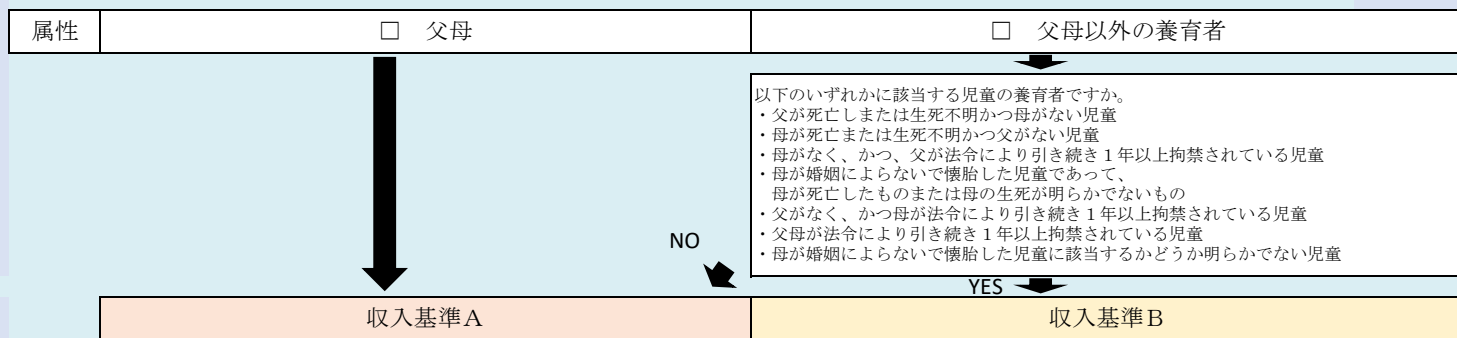 属性
□ 父母
□ 父母以外の養育者
以下のいずれかに該当する児童の養育者ですか。
・父が死亡しまたは生死不明かつ母がない児童
・母が死亡または生死不明かつ父がない児童
・母がなく、かつ、父が法令により引き続き１年以上拘禁されている児童
・母が婚姻によらないで懐胎した児童であって、
母が死亡したものまたは母の生死が明らかでないもの
・父がなく、かつ母が法令により引き続き１年以上拘禁されている児童
・父母が法令により引き続き１年以上拘禁されている児童
・母が婚姻によらないで懐胎した児童に該当するかどうか明らかでない児童
NO
YES
収入基準Ａ
収入基準Ｂ